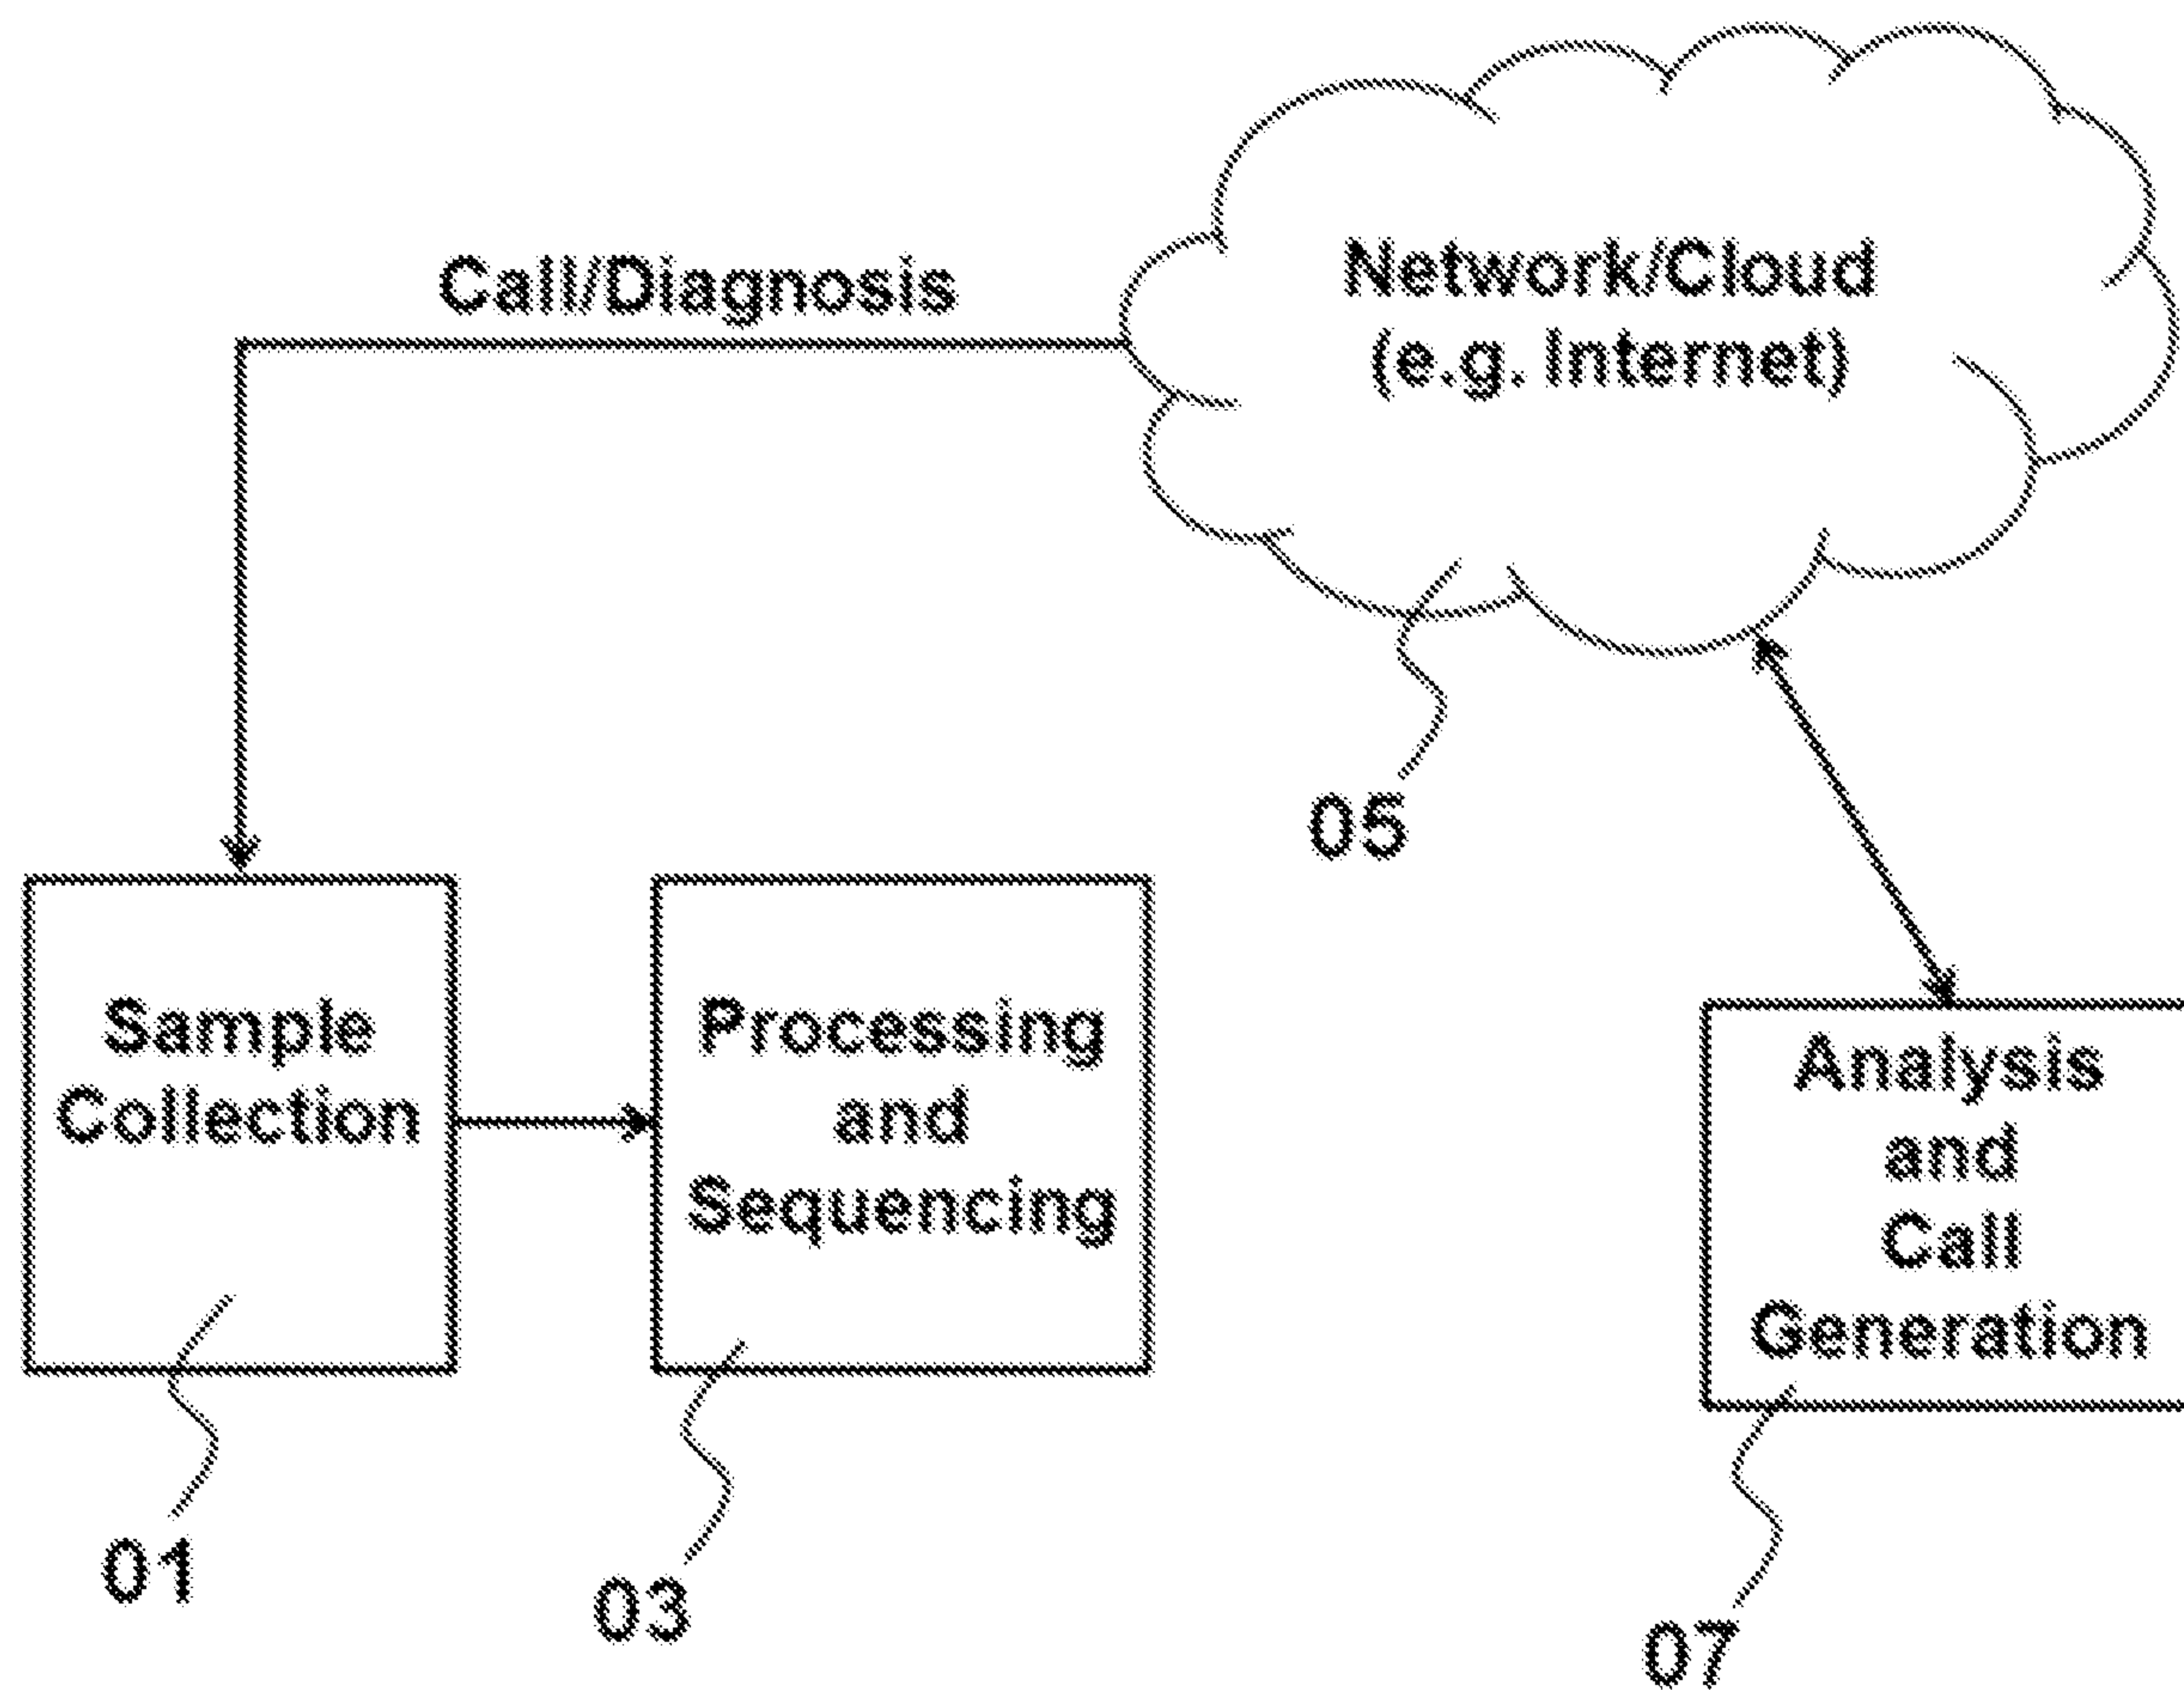 Call/Diagnosis
Network/Cloud
(e.g. Internet)
05
Sample
Collection
01
Processing
and
Sequencing
03
Analysis
and
Call
Generation
07